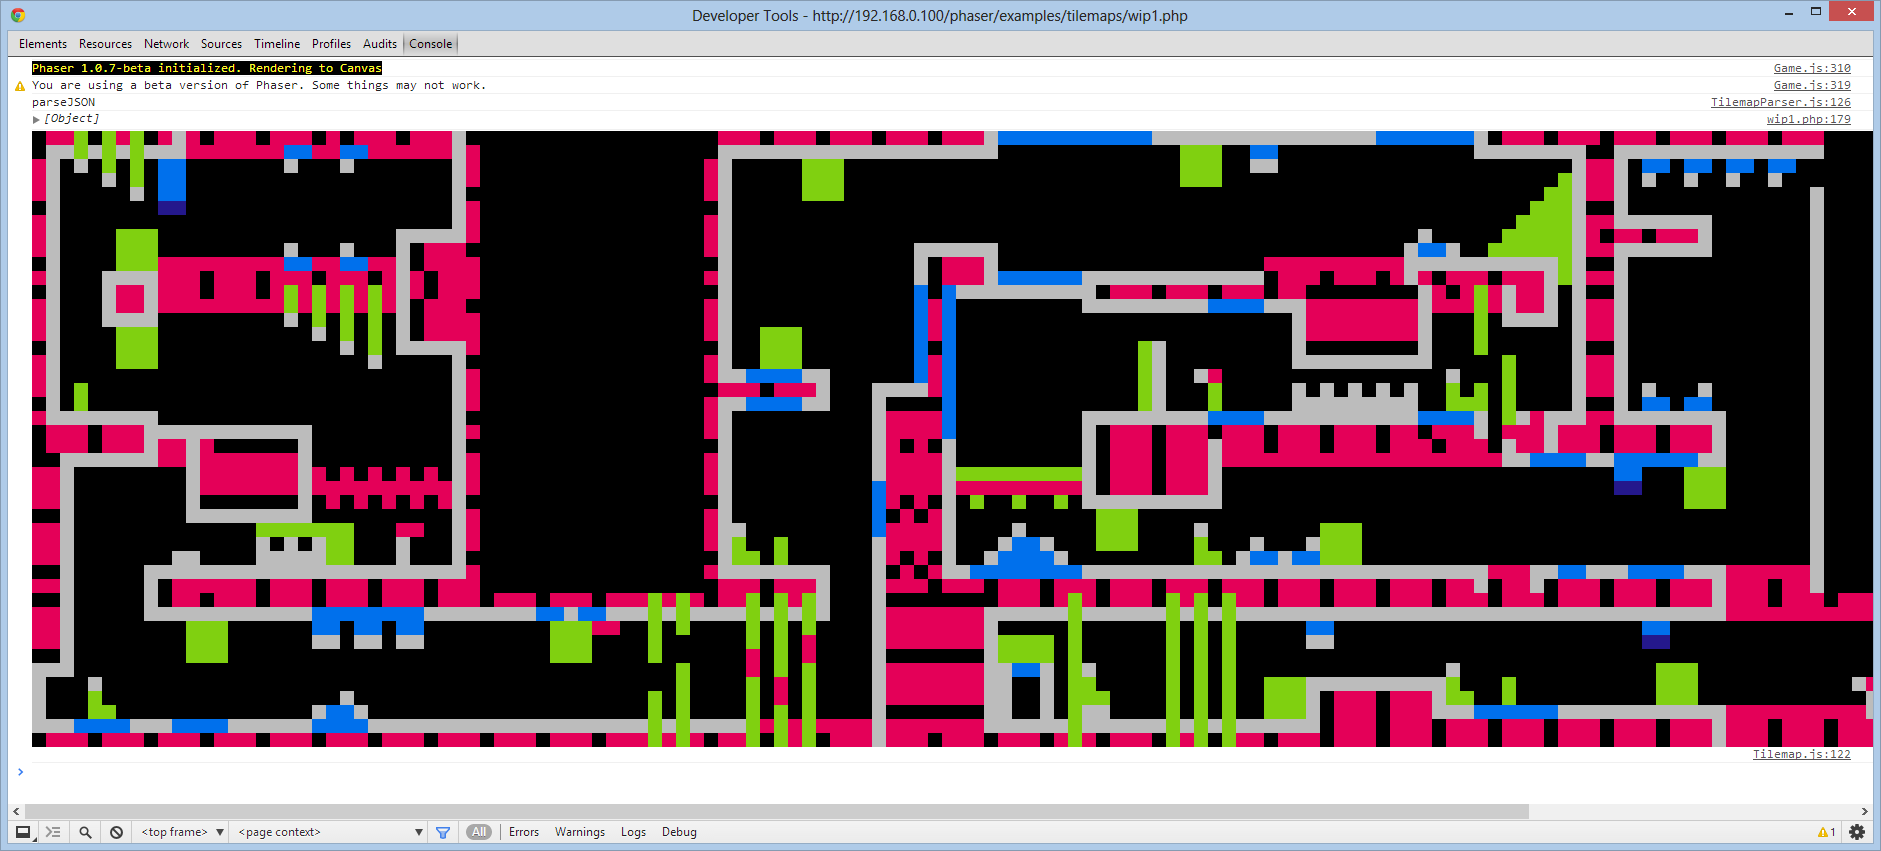 Developer Tools - http://192.168.0.100/phaser/examples/tilemaps/wip1.php
Elements Resources Network Sources Timeline Profiles Audits Console
Phaser 1.0.7-beta initialized. Rendering to Canvas Game.js:310
You are using a beta version of Phaser. Some things may not work. Game.js:319
parseJSON TilemapParser.js:126
[Object] wip1.php:179
Tilemap.js:122
<top frame> <page context> All Errors Warnings Logs Debug 1